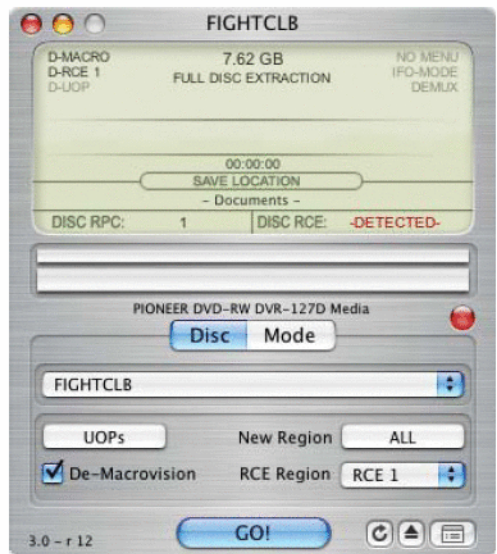 FIGHTCLB
D-MACRO 7.62 GB NO MENU
D-RCE 1 FULL DISC EXTRACTION IFO-MODE
D-UOP DEMUX
00:00:00
SAVE LOCATION
- Documents -
DISC RPC: 1 DISC RCE: -DETECTED-
PIONEER DVD-RW DVR-127D Media
Disc Mode
FIGHTCLB
UOPs New Region ALL
De-Macrovision RCE Region RCE 1
3.0 - r 12 GO!